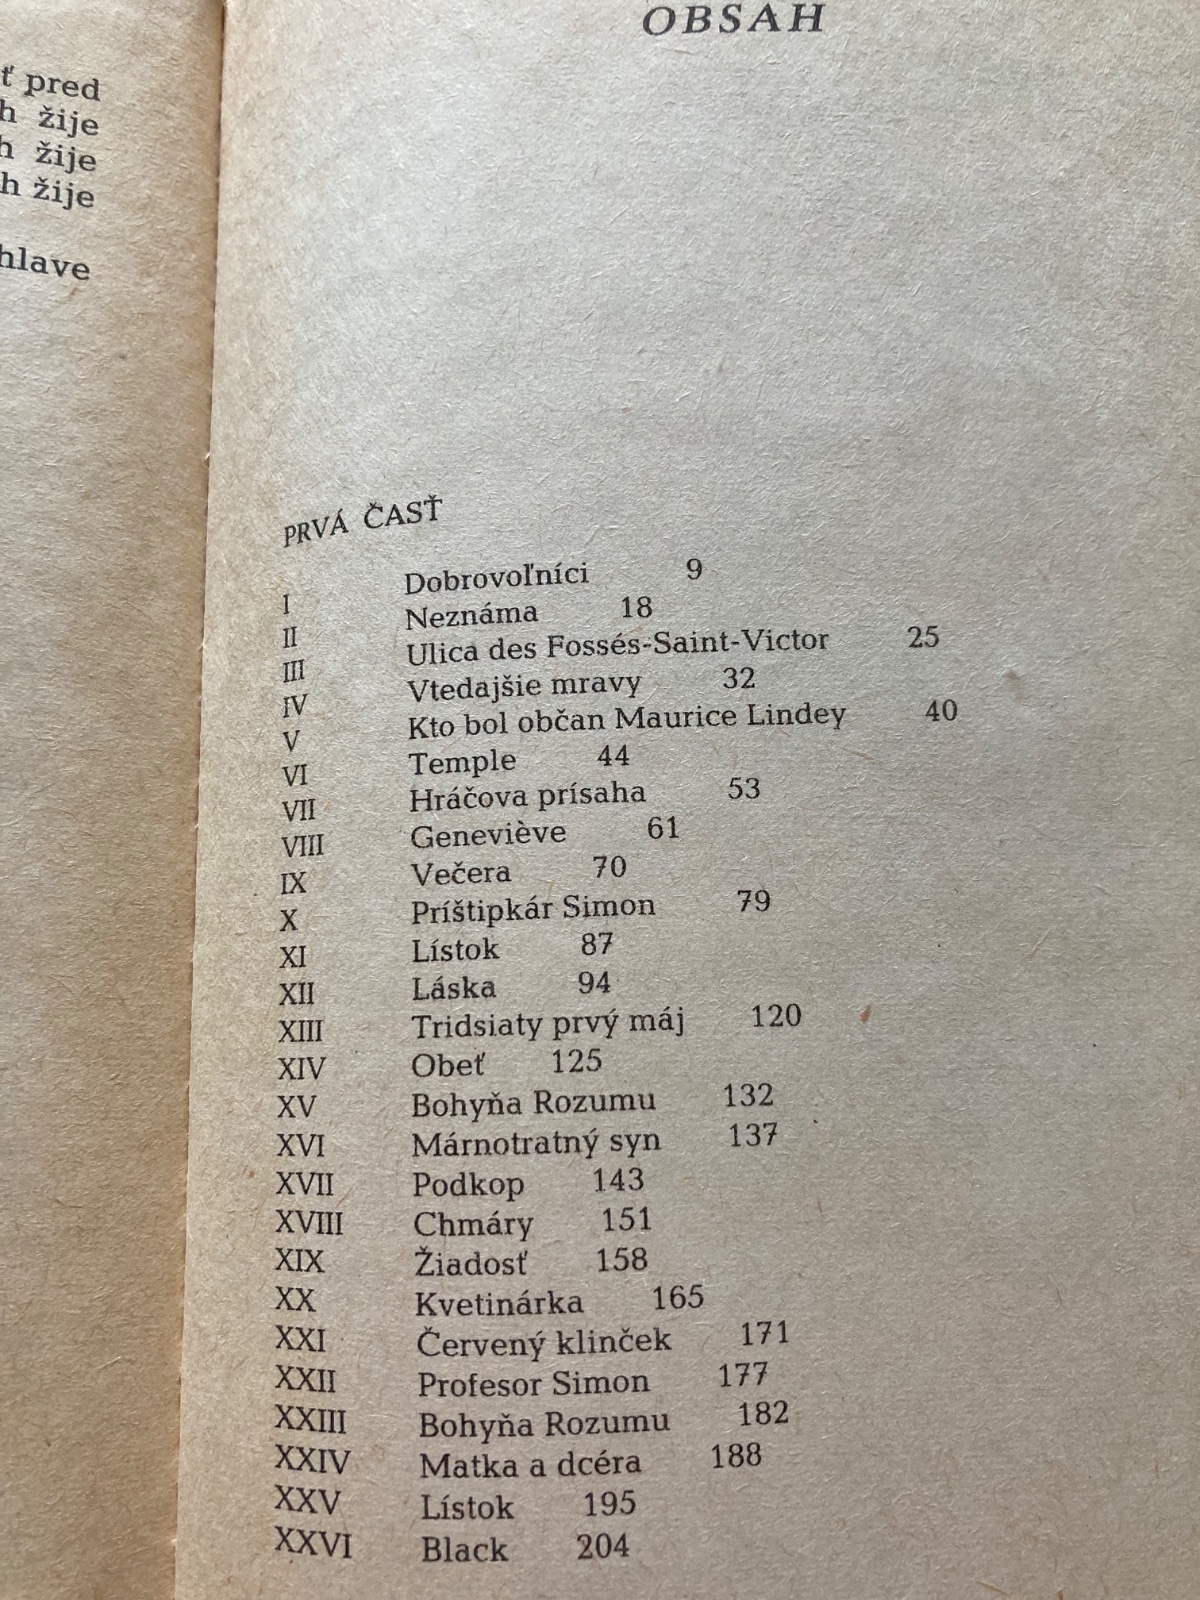 ť pred
h žije
h žije
h žije
hlave
OBSAH
PRVÁ ČASŤ
I Dobrovoľníci 9
II Neznáma 18
III Ulica des Fossés-Saint-Victor 25
IV Vtedajšie mravy 32
V Kto bol občan Maurice Lindey 40
VI Temple 44
VII Hráčova prísaha 53
VIII Geneviève 61
IX Večera 70
X Príštipkár Simon 79
XI Lístok 87
XII Láska 94
XIII Tridsiaty prvý máj 120
XIV Obeť 125
XV Bohyňa Rozumu 132
XVI Márnotratný syn 137
XVII Podkop 143
XVIII Chmáry 151
XIX Žiadosť 158
XX Kvetinárka 165
XXI Červený klinček 171
XXII Profesor Simon 177
XXIII Bohyňa Rozumu 182
XXIV Matka a dcéra 188
XXV Lístok 195
XXVI Black 204